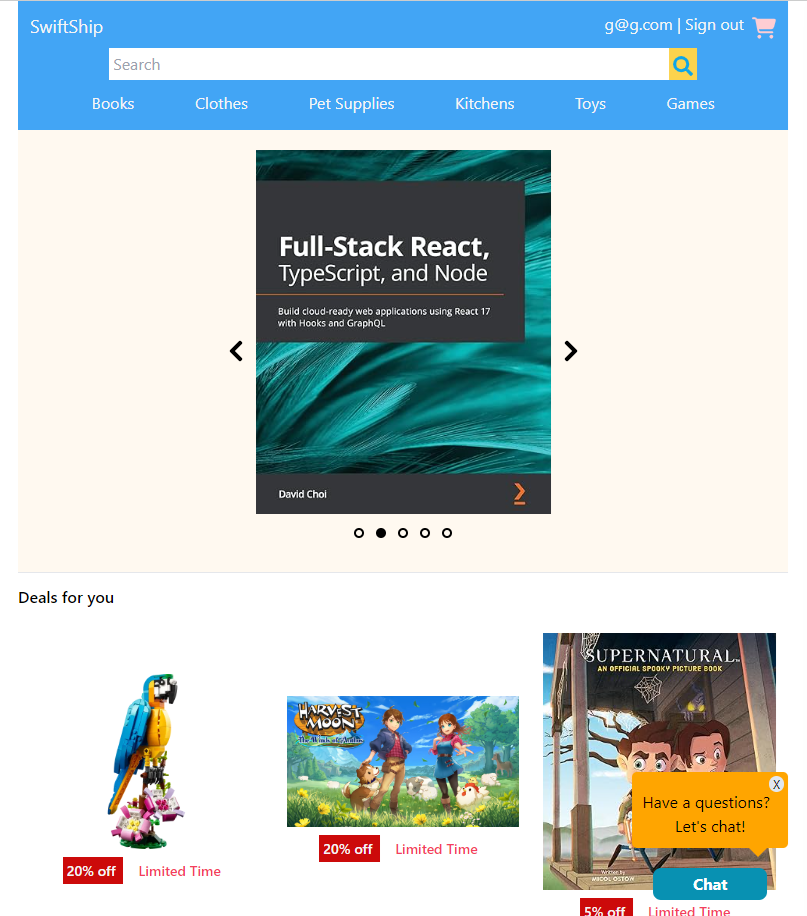 SwiftShip
g@g.com | Sign out
Search
Books Clothes Pet Supplies Kitchens Toys Games
Full-Stack React,
TypeScript, and Node
Build cloud-ready web applications using React 17
with Hooks and GraphQL
David Choi
Deals for you
HARVEST
MOON
The Winds of Anthos
20% off Limited Time
20% off Limited Time
SUPERNATURAL™
AN OFFICIAL SPOOKY PICTURE BOOK
Written by
MICOL OSTOW
X
Have a questions?
Let's chat!
Chat
5% off Limited Time